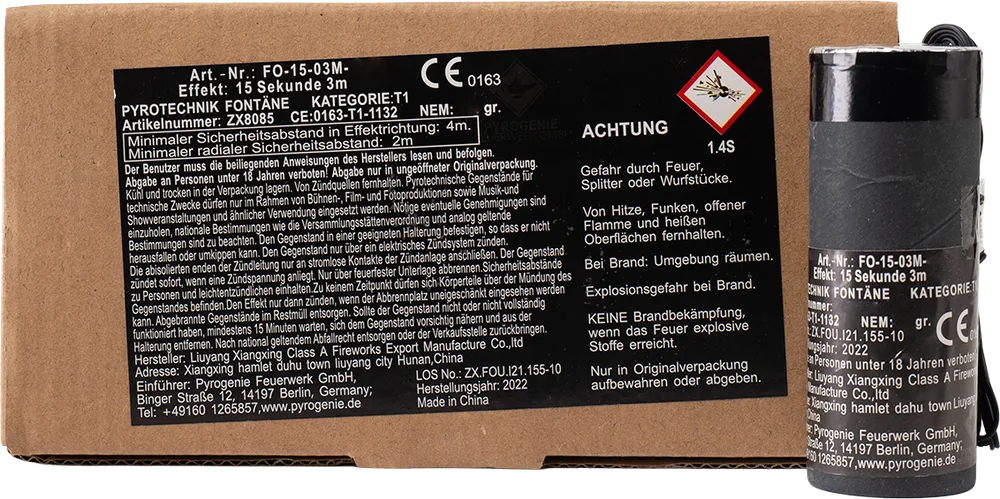 Art.-Nr.: FO-15-03M-
Effekt: 15 Sekunde 3m
PYROTECHNIK FONTÄNE KATEGORIE:T1
Artikelnummer: ZX8085 CE:0163-T1-1132 NEM: gr.
CE 0163
Minimaler Sicherheitsabstand in Effektrichtung: 4m.
Minimaler radialer Sicherheitsabstand: 2m
Der Benutzer muss die beiliegenden Anweisungen des Herstellers lesen und befolgen.
Abgabe an Personen unter 18 Jahren verboten! Abgabe nur in ungeöffneter Originalverpackung.
Kühl und trocken in der Verpackung lagern. Von Zündquellen fernhalten. Pyrotechnische Gegenstände für
technische Zwecke dürfen nur im Rahmen von Bühnen-, Film- und Fotoproduktionen sowie Musik-und
Showveranstaltungen und ähnlicher Verwendung eingesetzt werden. Nötige eventuelle Genehmigungen sind
einzuholen, nationale Bestimmungen wie die Versammlungsstättenverordnung und analog geltende
Bestimmungen sind zu beachten. Den Gegenstand in einer geeigneten Halterung befestigen, so dass er nicht
herausfallen oder umkippen kann. Den Gegenstand nur über ein elektrisches Zündsystem zünden.
Die abisolierten enden der Zündleitung nur an stromlose Kontakte der Zündanlage anschließen. Der Gegenstand
zündet sofort, wenn eine Zündspannung anliegt. Nur über feuerfester Unterlage abbrennen.Sicherheitsabstände
zu Personen und leichtentzündlichen einhalten.Zu keinem Zeitpunkt dürfen sich Körperteile über der Mündung des
Gegenstandes befinden.Den Effekt nur dann zünden, wenn der Abbrennplatz uneigeschänkt eingesehen werden
kann. Abgebrannte Gegenstände im Restmüll entsorgen. Sollte der Gegenstand nicht oder nicht vollständig
funktioniert haben, mindestens 15 Minuten warten, sich dem Gegenstand vorsichtig nähern und aus der
Halterung entfernen. Nach national geltendem Abfallrecht entsorgen oder der Verkaufsstelle zurückbringen.
Hersteller: Liuyang Xiangxing Class A Fireworks Export Manufacture Co.,ltd
Adresse: Xiangxing hamlet dahu town liuyang city Hunan,China
Einführer: Pyrogenie Feuerwerk GmbH,
Binger Straße 12, 14197 Berlin, Germany;
Tel: +49160 1265857,www.pyrogenie.de
LOS No.: ZX.FOU.I21.155-10
Herstellungsjahr: 2022
Made in China
PYROGENIE
ACHTUNG
1.4S
Gefahr durch Feuer,
Splitter oder Wurfstücke.
Von Hitze, Funken, offener
Flamme und heißen
Oberflächen fernhalten.
Bei Brand: Umgebung räumen.
Explosionsgefahr bei Brand.
KEINE Brandbekämpfung,
wenn das Feuer explosive
Stoffe erreicht.
Nur in Originalverpackung
aufbewahren oder abgeben.
Art.-Nr.: FO-15-03M-
Effekt: 15 Sekunde 3m
TECHNIK FONTÄNE KATEGORIE:T1
nummer:
-T1-1132 NEM: gr.
ZX.FOU.I21.155-10 CE
ngsjahr: 2022
an Personen unter 18 Jahren verboten
Liuyang Xiangxing Class A Firewo
Manufacture Co.,ltd
Xiangxing hamlet dahu town Liuyang
China
Pyrogenie Feuerwerk GmbH,
Straße 12, 14197 Berlin, Germany;
160 1265857,www.pyrogenie.de